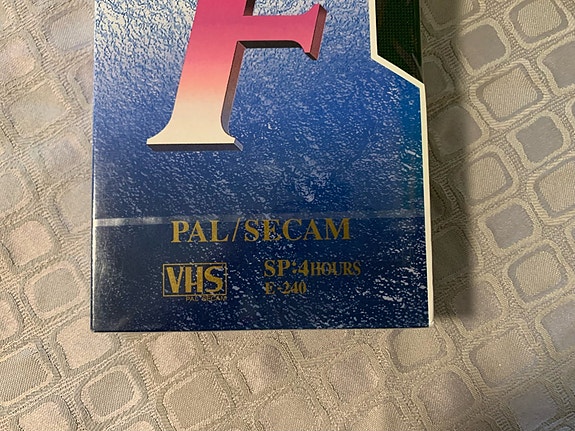 F
PAL/SECAM
VHS
PAL SECAM
SP:4HOURS
E-240